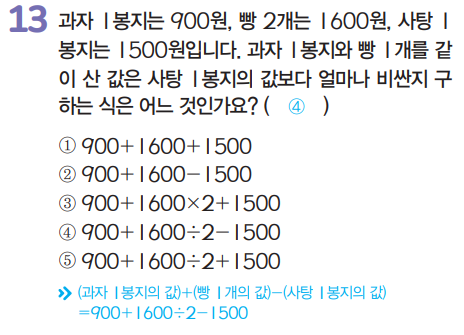 13 과자 1봉지는 900원, 빵 2개는 1600원, 사탕 1
봉지는 1500원입니다. 과자 1봉지와 빵 1개를 같
이 산 값은 사탕 1봉지의 값보다 얼마나 비싼지 구
하는 식은 어느 것인가요? ( ④ )
① 900+1600+1500
② 900+1600-1500
③ 900+1600×2+1500
④ 900+1600÷2-1500
⑤ 900+1600÷2+1500
≫ (과자 1봉지의 값)+(빵 1개의 값)-(사탕 1봉지의 값)
=900+1600÷2-1500